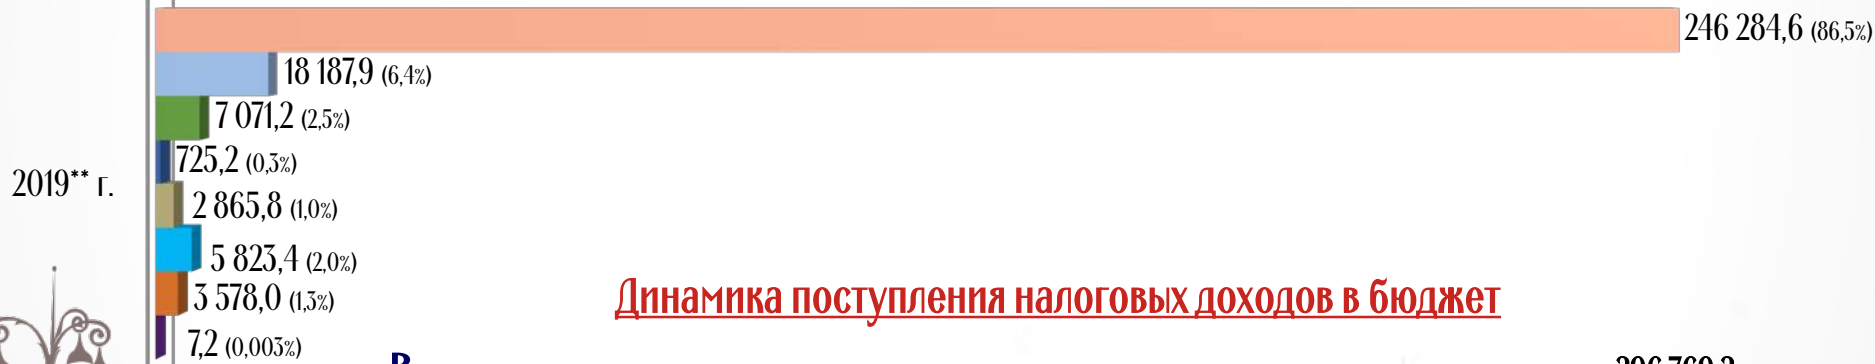 246 284,6 (86,5%)
18 187,9 (6,4%)
7 071,2 (2,5%)
725,2 (0,3%)
2019** г.
2 865,8 (1,0%)
5 823,4 (2,0%)
3 578,0 (1,3%)
Динамика поступления налоговых доходов в бюджет
7,2 (0,003%)